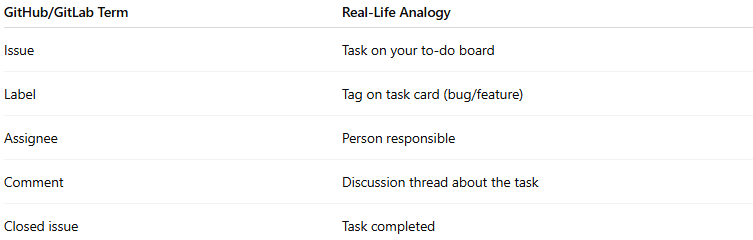 GitHub/GitLab Term Real-Life Analogy
Issue Task on your to-do board
Label Tag on task card (bug/feature)
Assignee Person responsible
Comment Discussion thread about the task
Closed issue Task completed